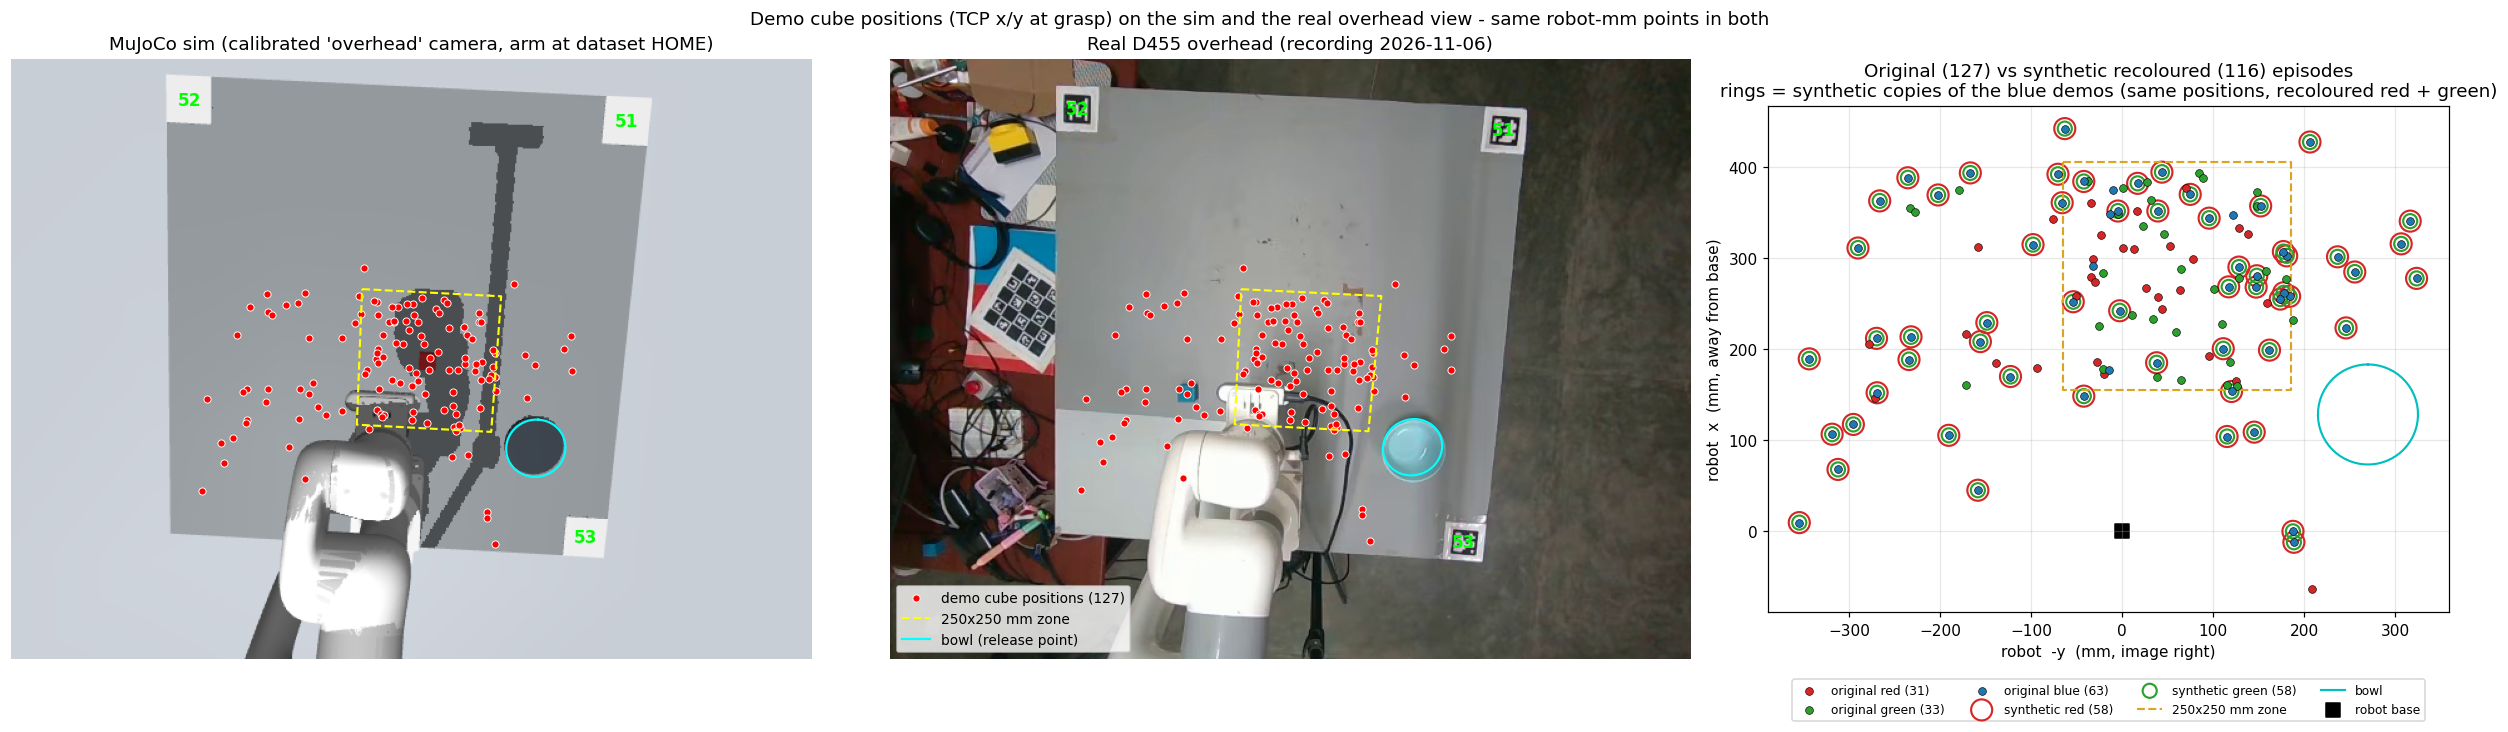 Demo cube positions (TCP x/y at grasp) on the sim and the real overhead view - same robot-mm points in both
MuJoCo sim (calibrated 'overhead' camera, arm at dataset HOME)
52
51
53
Real D455 overhead (recording 2026-11-06)
52
51
53
demo cube positions (127)
250x250 mm zone
bowl (release point)
Original (127) vs synthetic recoloured (116) episodes
rings = synthetic copies of the blue demos (same positions, recoloured red + green)
robot x (mm, away from base)
400
300
200
100
0
−300 −200 −100 0 100 200 300
robot -y (mm, image right)
original red (31) original blue (63) synthetic green (58) bowl
original green (33) synthetic red (58) 250x250 mm zone robot base